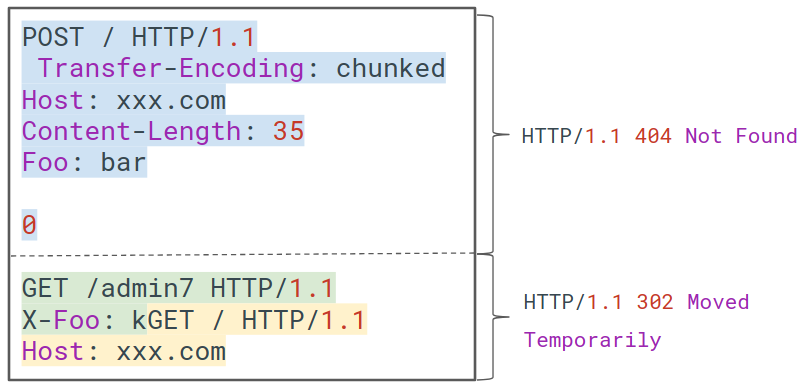 POST / HTTP/1.1
 Transfer-Encoding: chunked
Host: xxx.com
Content-Length: 35
Foo: bar
0
HTTP/1.1 404 Not Found
GET /admin7 HTTP/1.1
X-Foo: kGET / HTTP/1.1
Host: xxx.com
HTTP/1.1 302 Moved
Temporarily